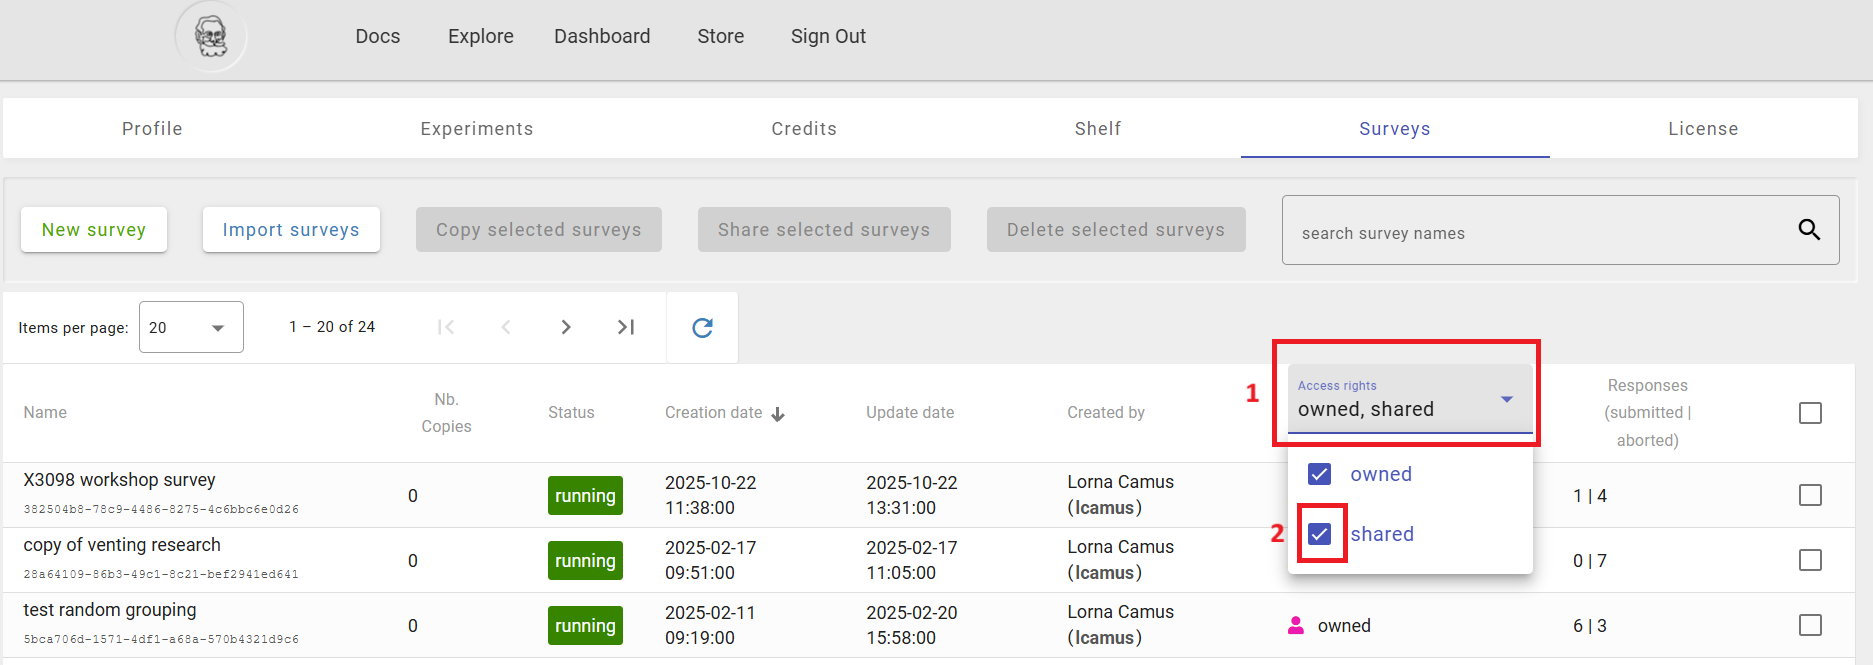 Docs Explore Dashboard Store Sign Out
Profile Experiments Credits Shelf Surveys License
New survey Import surveys Copy selected surveys Share selected surveys Delete selected surveys search survey names
Items per page: 20 1 – 20 of 24
1
Access rights
owned, shared
Name Nb. Copies Status Creation date Update date Created by Responses (submitted | aborted)
owned
2 shared
X3098 workshop survey
382504b8-78c9-4486-8275-4c6bbc6e0d26
0 running 2025-10-22 11:38:00 2025-10-22 13:31:00 Lorna Camus (lcamus) 1 | 4
copy of venting research
28a64109-86b3-49c1-8c21-bef2941ed641
0 running 2025-02-17 09:51:00 2025-02-17 11:05:00 Lorna Camus (lcamus) 0 | 7
test random grouping
5bca706d-1571-4df1-a68a-570b4321d9c6
0 running 2025-02-11 09:19:00 2025-02-20 15:58:00 Lorna Camus (lcamus) owned 6 | 3